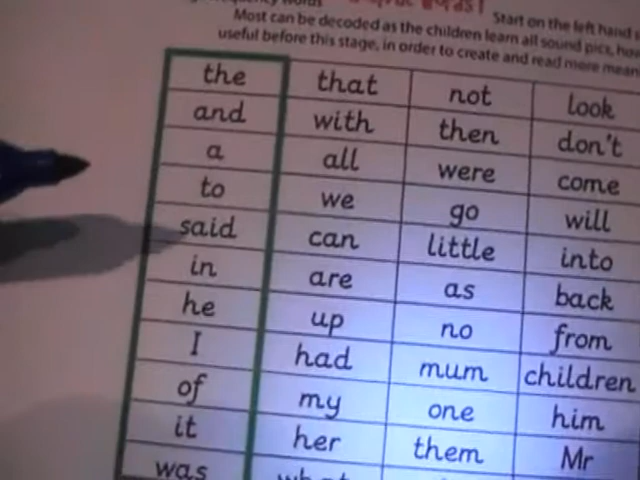 frequency words
Start on the left hand
Most can be decoded as the children learn all sound pics, how
useful before this stage, in order to create and read more mean
the that not look
and with then don't
a all were come
to we go will
said can little into
in are as back
he up no from
I had mum children
of my one him
it her them Mr
was what